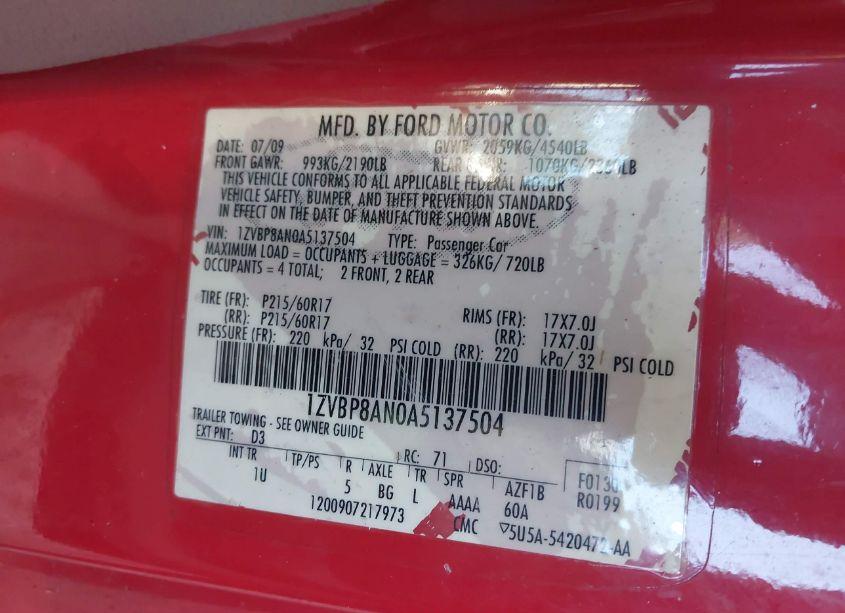 MFD. BY FORD MOTOR CO.
DATE: 07/09 GVWR: 2059KG/4540LB
FRONT GAWR: 993KG/2190LB REAR 1070KG/
THIS VEHICLE CONFORMS TO ALL APPLICABLE FEDERAL MOTOR
VEHICLE SAFETY, BUMPER, AND THEFT PREVENTION STANDARDS
IN EFFECT ON THE DATE OF MANUFACTURE SHOWN ABOVE.
VIN: 1ZVBP8AN0A5137504 TYPE: Passenger Car
MAXIMUM LOAD = OCCUPANTS + LUGGAGE = 326KG/720LB
OCCUPANTS = 4 TOTAL; 2 FRONT, 2 REAR
TIRE (FR): P215/60R17 RIMS (FR): 17X7.0J
(RR): P215/60R17 (RR): 17X7.0J
PRESSURE (FR): 220 kPa/ 32 PSI COLD (RR): 220 kPa/ 32 PSI COLD
1ZVBP8AN0A5137504
TRAILER TOWING - SEE OWNER GUIDE
EXT PNT: D3 RC: 71 DSO: F0130
INT TR TP/PS R AXLE TR SPR AZF1B R0199
1U 5 BG L AAAA 60A
1200907217973 CMC ▽5U5A-5420472-AA